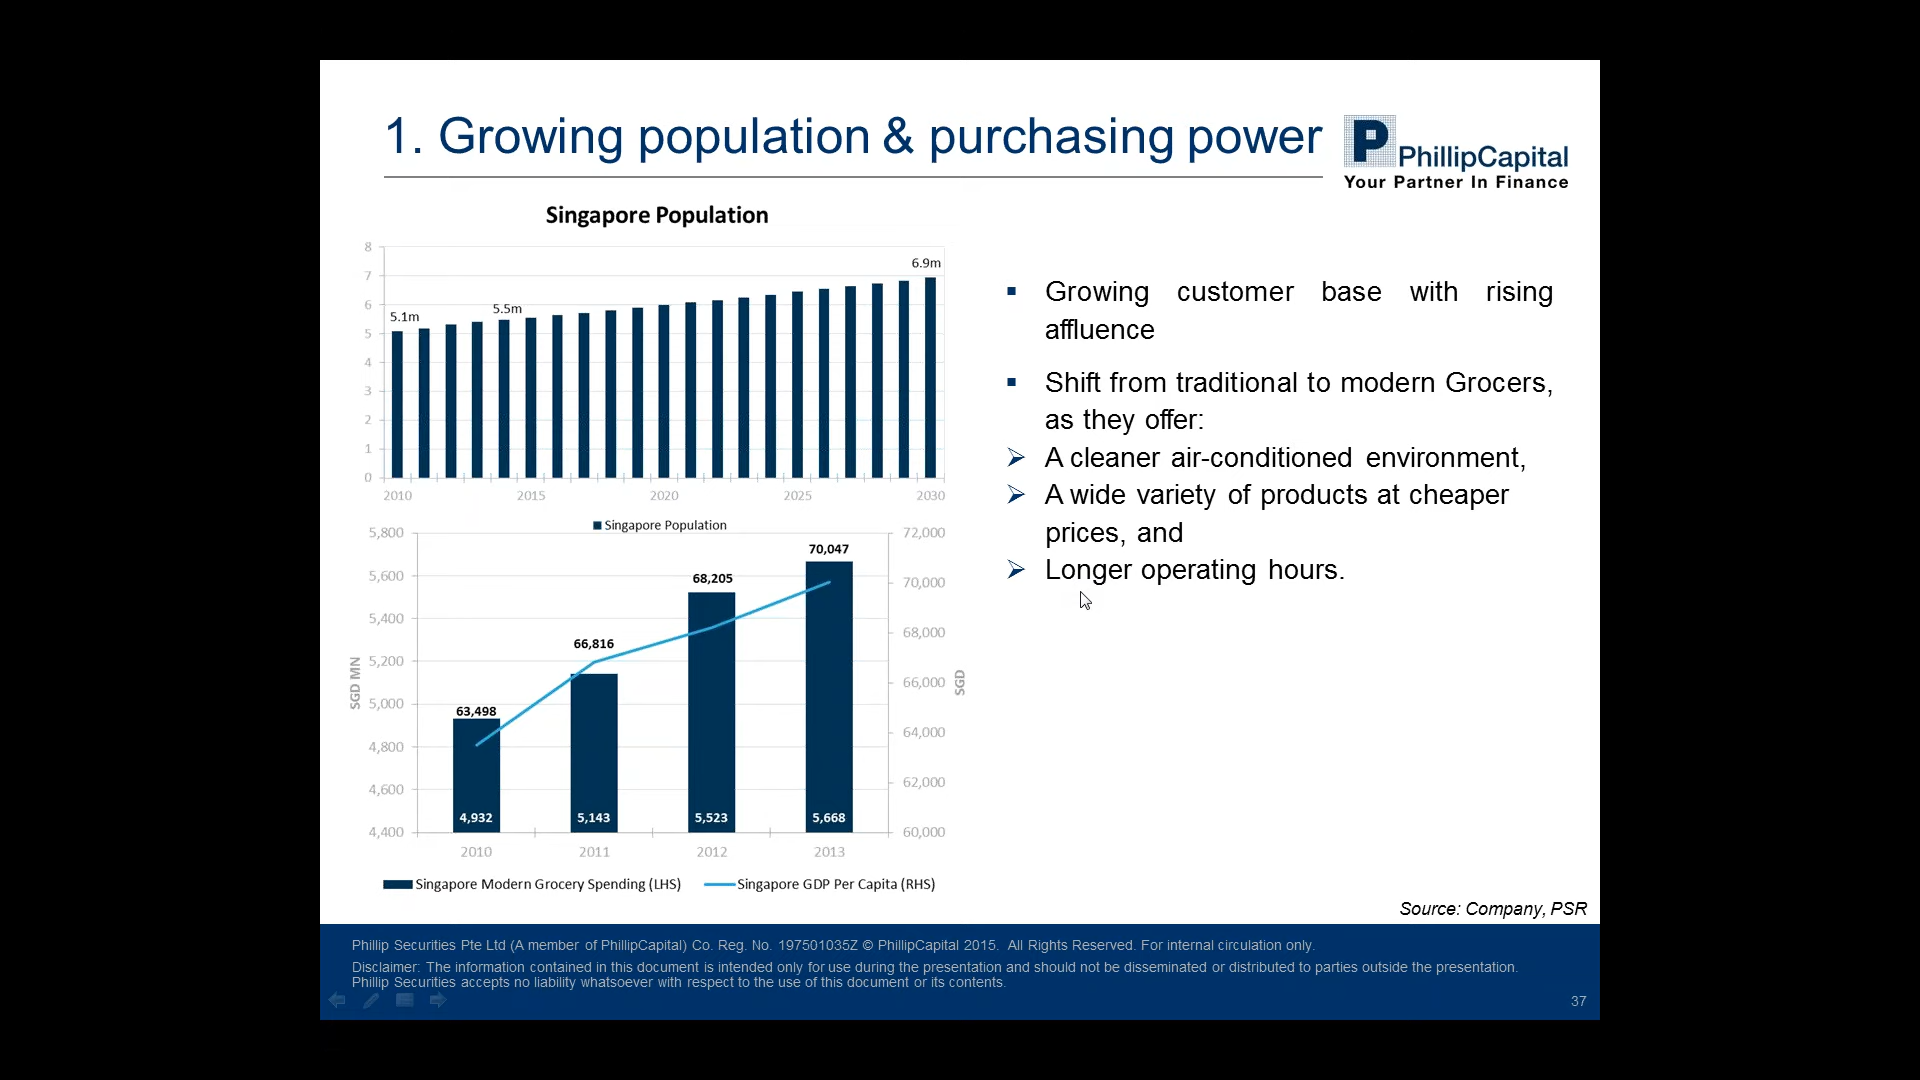 1. Growing population & purchasing power
P
PhillipCapital
Your Partner In Finance
Singapore Population
8
7
6
5
4
3
2
1
0
5.1m
5.5m
6.9m
2010
2015
2020
2025
2030
Singapore Population
SGD MN
5,800
5,600
5,400
5,200
5,000
4,800
4,600
4,400
72,000
70,000
68,000
66,000
64,000
62,000
60,000
SGD
63,498
66,816
68,205
70,047
4,932
5,143
5,523
5,668
2010
2011
2012
2013
Singapore Modern Grocery Spending (LHS)
Singapore GDP Per Capita (RHS)
Growing customer base with rising
affluence
Shift from traditional to modern Grocers,
as they offer:
A cleaner air-conditioned environment,
A wide variety of products at cheaper
prices, and
Longer operating hours.
Source: Company, PSR
Phillip Securities Pte Ltd (A member of PhillipCapital) Co. Reg. No. 197501035Z © PhillipCapital 2015. All Rights Reserved. For internal circulation only.
Disclaimer: The information contained in this document is intended only for use during the presentation and should not be disseminated or distributed to parties outside the presentation.
Phillip Securities accepts no liability whatsoever with respect to the use of this document or its contents.
37